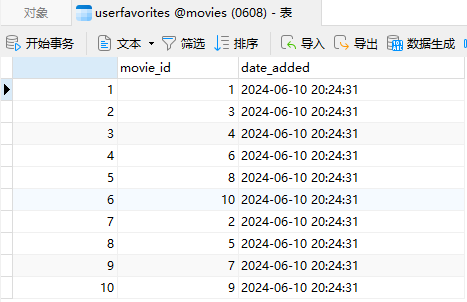 对象 userfavorites @movies (0608) - 表
开始事务 文本 筛选 排序 导入 导出 数据生成
movie_id date_added
1 1 2024-06-10 20:24:31
2 3 2024-06-10 20:24:31
3 4 2024-06-10 20:24:31
4 6 2024-06-10 20:24:31
5 8 2024-06-10 20:24:31
6 10 2024-06-10 20:24:31
7 2 2024-06-10 20:24:31
8 5 2024-06-10 20:24:31
9 7 2024-06-10 20:24:31
10 9 2024-06-10 20:24:31